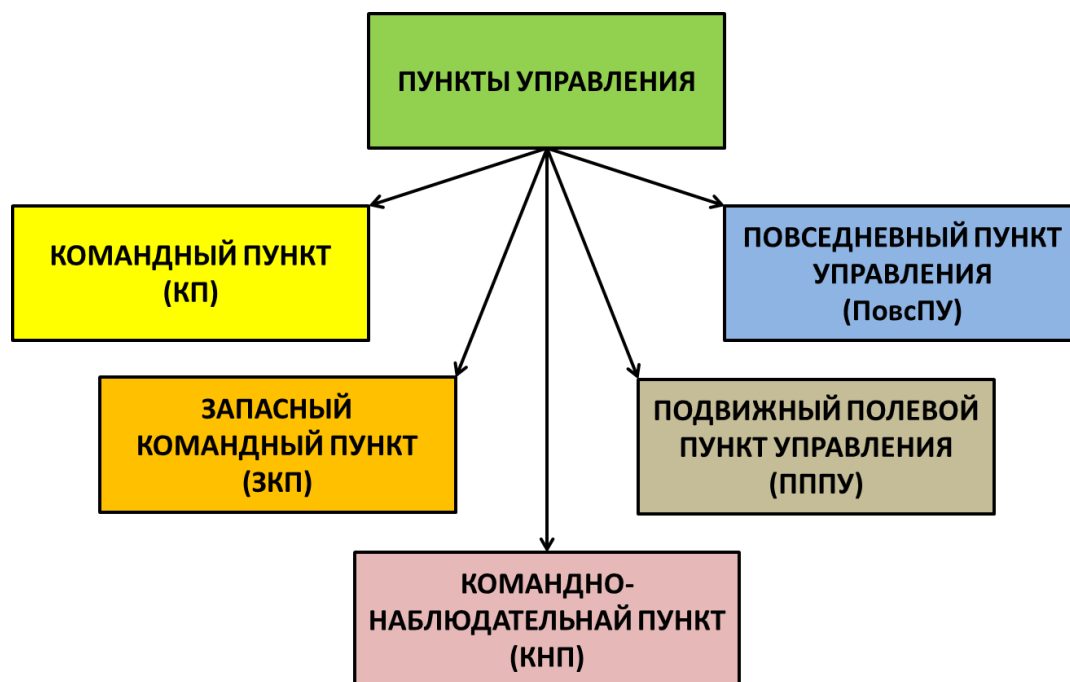 ПУНКТЫ УПРАВЛЕНИЯ
КОМАНДНЫЙ ПУНКТ
(КП)
ПОВСЕДНЕВНЫЙ ПУНКТ
УПРАВЛЕНИЯ
(ПовсПУ)
ЗАПАСНЫЙ
КОМАНДНЫЙ ПУНКТ
(ЗКП)
ПОДВИЖНЫЙ ПОЛЕВОЙ
ПУНКТ УПРАВЛЕНИЯ
(ПППУ)
КОМАНДНО-
НАБЛЮДАТЕЛЬНАЙ ПУНКТ
(КНП)